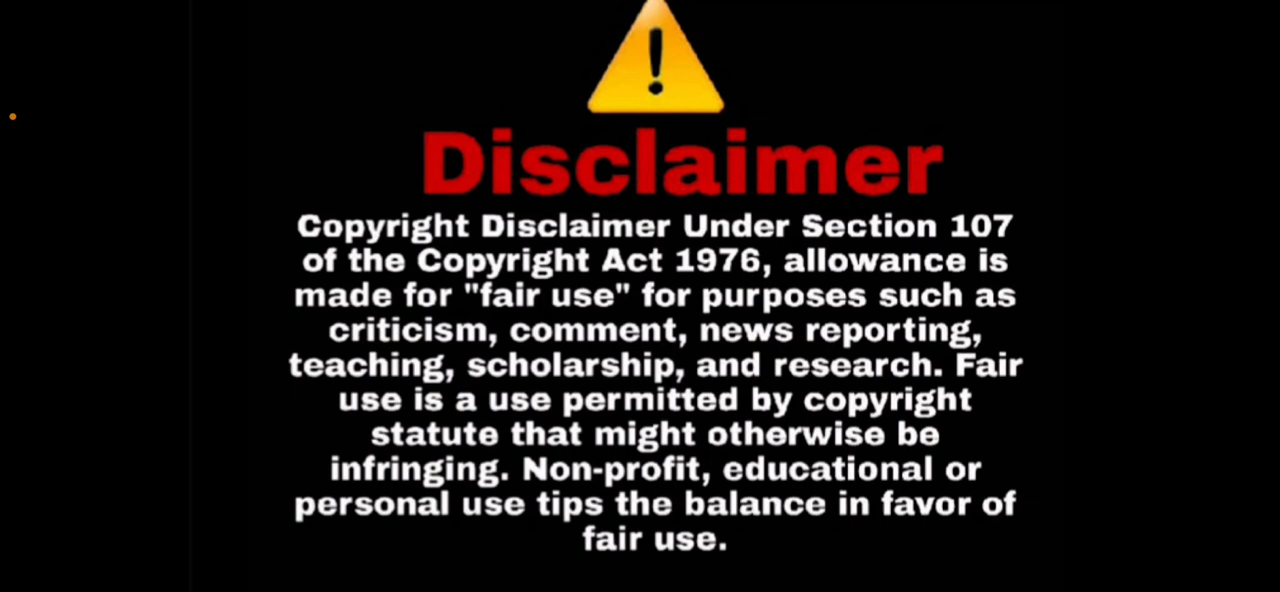 Disclaimer
Copyright Disclaimer Under Section 107
of the Copyright Act 1976, allowance is
made for "fair use" for purposes such as
criticism, comment, news reporting,
teaching, scholarship, and research. Fair
use is a use permitted by copyright
statute that might otherwise be
infringing. Non-profit, educational or
personal use tips the balance in favor of
fair use.